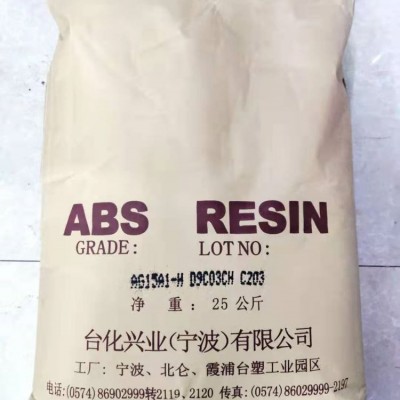 ABS RESIN
GRADE: LOT NO:
AG15A1-H D9C03CH C203
净 重：25 公斤
台化兴业(宁波)有限公司
工厂：宁波、北仑、霞浦台塑工业园区
电话:(0574)86902999转2119、2120 传真:(0574)86029999-2197